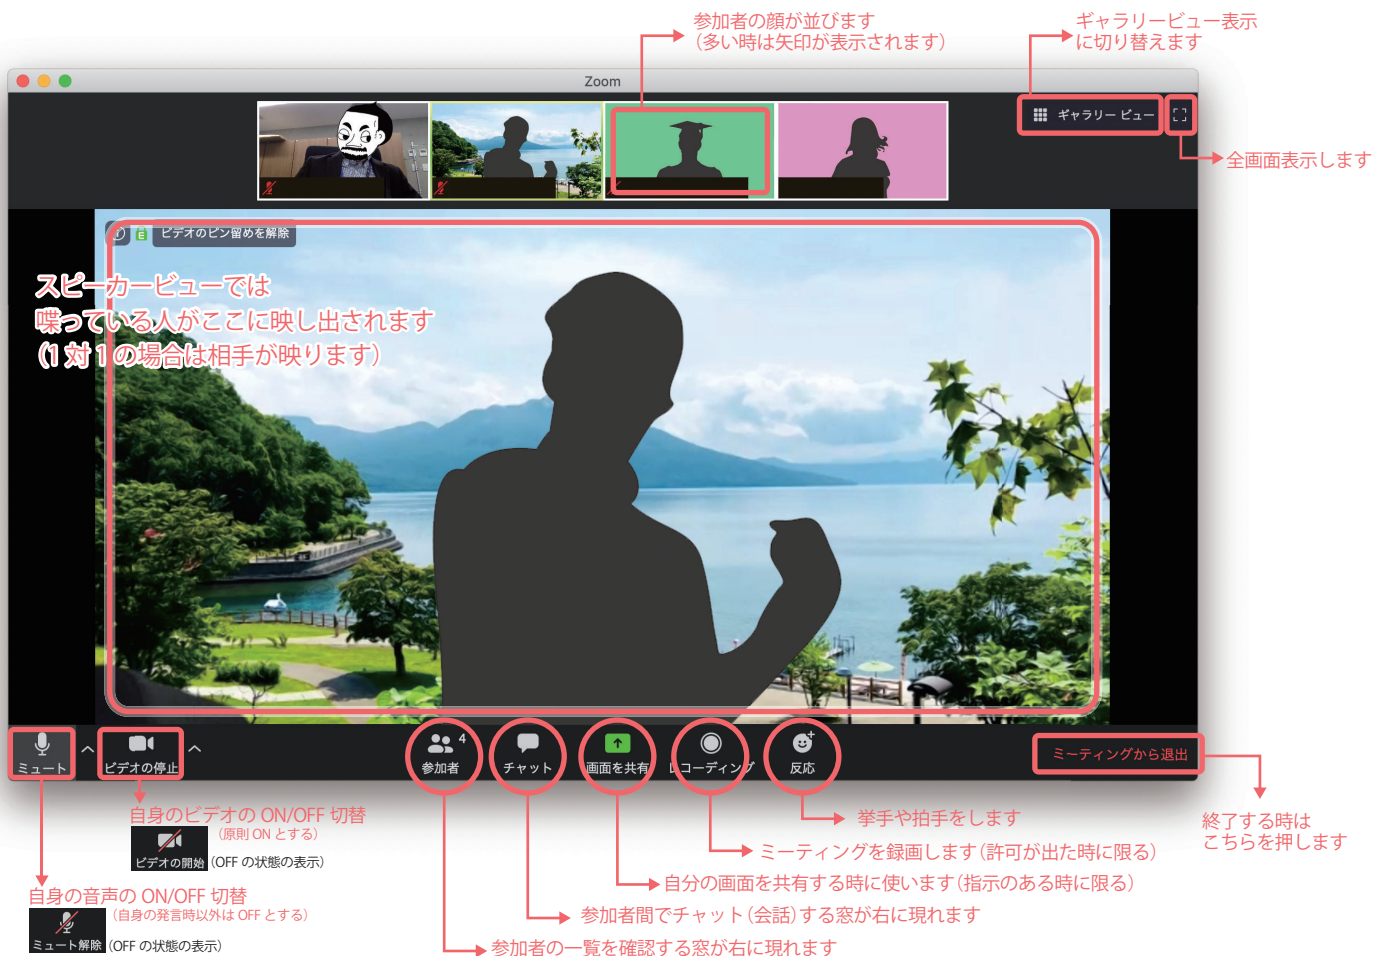 参加者の顔が並びます
（多い時は矢印が表示されます）
ギャラリービュー表示
に切り替えます
Zoom
ギャラリー ビュー
全画面表示します
ビデオのピン留めを解除
スピーカービューでは
喋っている人がここに映し出されます
（1 対 1 の場合は相手が映ります）
ミュート
ビデオの停止
4
参加者
チャット
画面を共有
レコーディング
反応
ミーティングから退出
自身のビデオの ON/OFF 切替
（原則 ON とする）
ビデオの開始
（OFF の状態の表示）
挙手や拍手をします
終了する時は
こちらを押します
ミーティングを録画します（許可が出た時に限る）
自分の画面を共有する時に使います（指示のある時に限る）
自身の音声の ON/OFF 切替
（自身の発言時以外は OFF とする）
ミュート解除
（OFF の状態の表示）
参加者間でチャット（会話）する窓が右に現れます
参加者の一覧を確認する窓が右に現れます